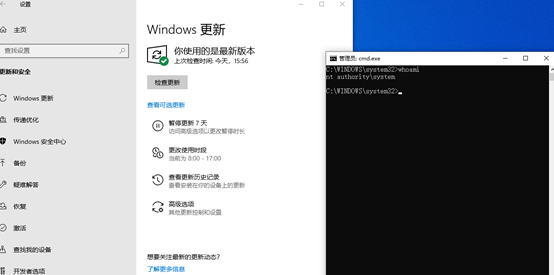 设置
主页
查找设置
更新和安全
Windows 更新
传递优化
Windows 安全中心
备份
疑难解答
恢复
激活
查找我的设备
开发者选项
Windows 更新
你使用的是最新版本
上次检查时间: 今天, 15:56
检查更新
查看可选更新
暂停更新 7 天
访问高级选项以更改暂停时长
更改使用时段
当前为 8:00 - 17:00
查看更新历史记录
查看安装在你的设备上的更新
高级选项
其他更新控制和设置
想要关注最新的更新动态?
了解更多信息
管理员: cmd.exe
C:\WINDOWS\system32>whoami
nt authority\system
C:\WINDOWS\system32>